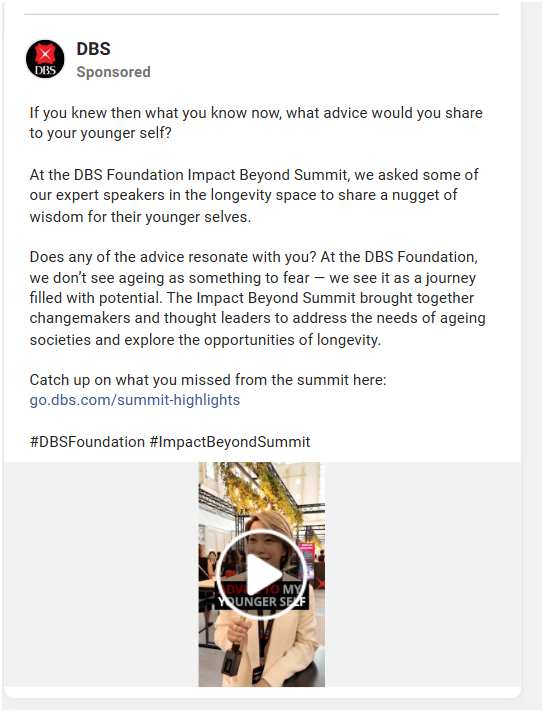 DBS
DBS
Sponsored
If you knew then what you know now, what advice would you share
to your younger self?
At the DBS Foundation Impact Beyond Summit, we asked some of
our expert speakers in the longevity space to share a nugget of
wisdom for their younger selves.
Does any of the advice resonate with you? At the DBS Foundation,
we don’t see ageing as something to fear — we see it as a journey
filled with potential. The Impact Beyond Summit brought together
changemakers and thought leaders to address the needs of ageing
societies and explore the opportunities of longevity.
Catch up on what you missed from the summit here:
go.dbs.com/summit-highlights
#DBSFoundation #ImpactBeyondSummit
ADVICE TO MY
YOUNGER SELF